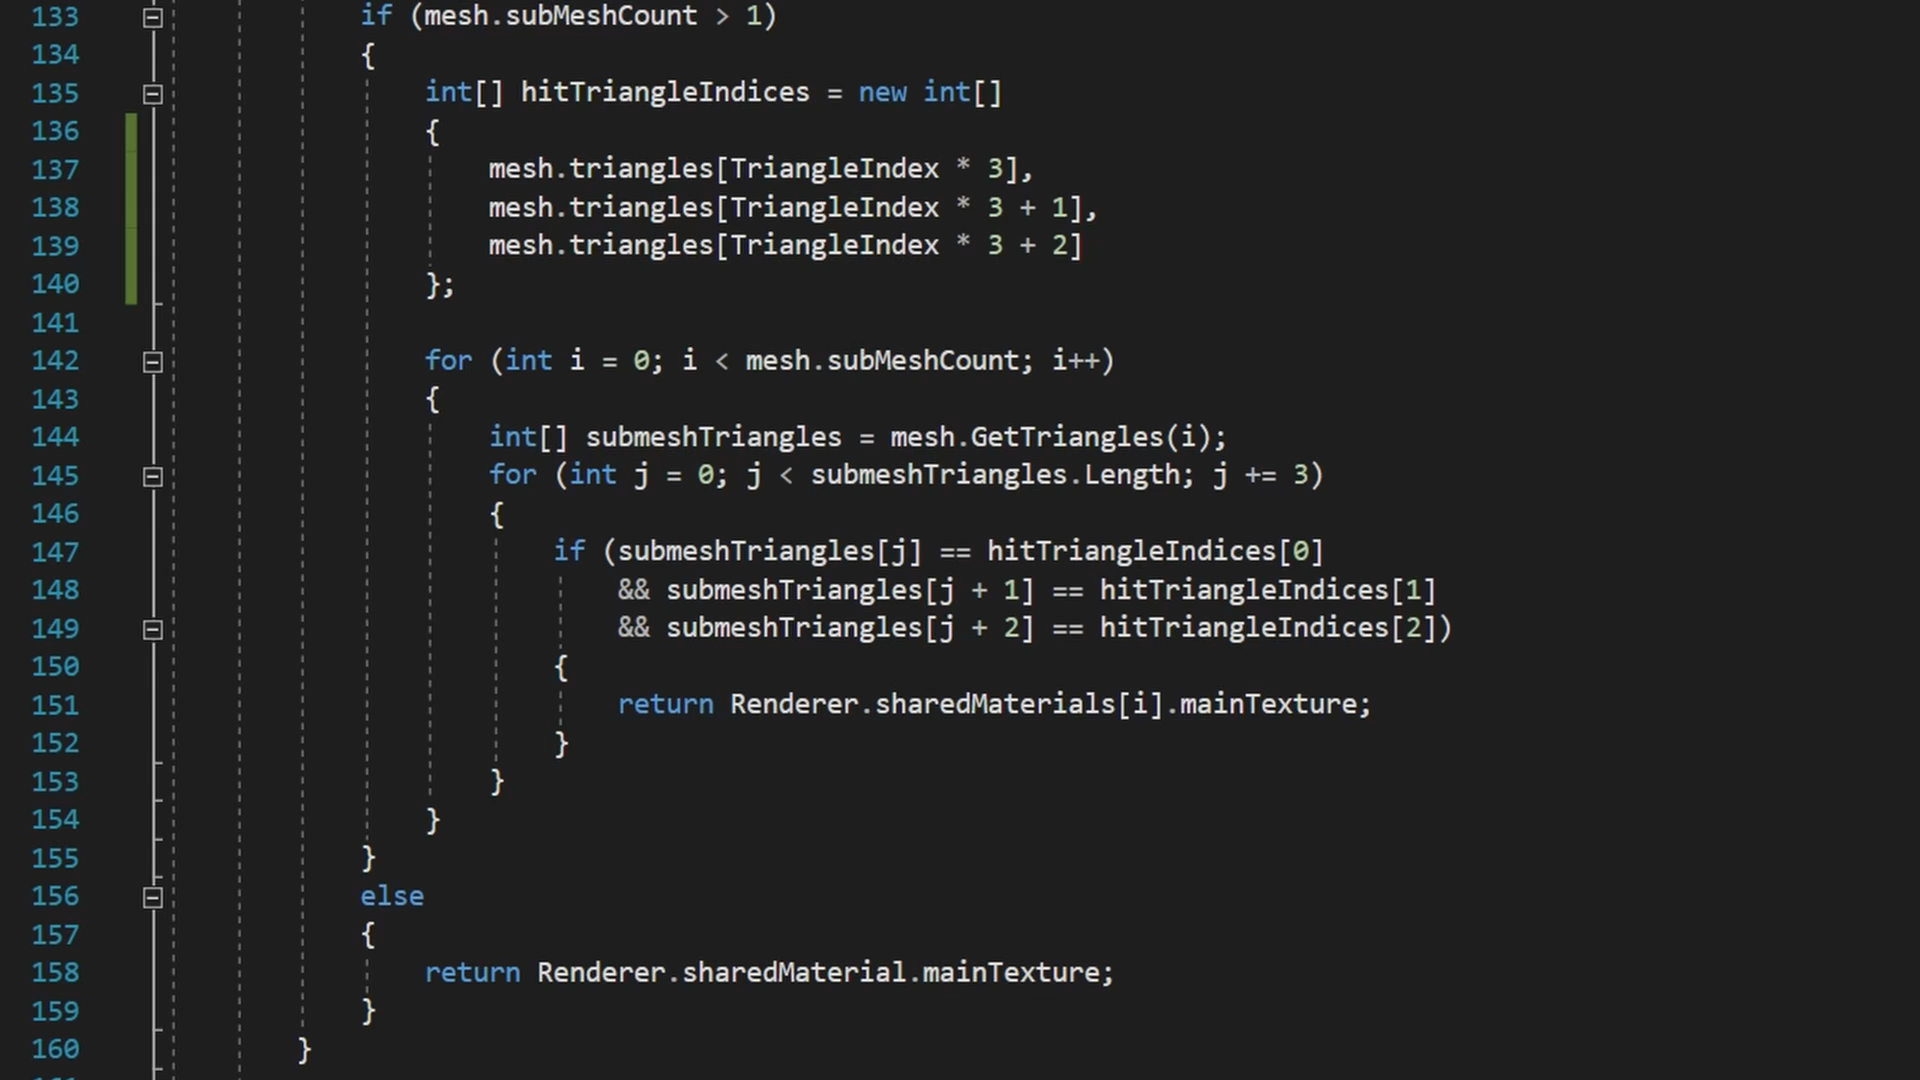 133 if (mesh.subMeshCount > 1)
134 {
135 int[] hitTriangleIndices = new int[]
136 {
137 mesh.triangles[TriangleIndex * 3],
138 mesh.triangles[TriangleIndex * 3 + 1],
139 mesh.triangles[TriangleIndex * 3 + 2]
140 };
141
142 for (int i = 0; i < mesh.subMeshCount; i++)
143 {
144 int[] submeshTriangles = mesh.GetTriangles(i);
145 for (int j = 0; j < submeshTriangles.Length; j += 3)
146 {
147 if (submeshTriangles[j] == hitTriangleIndices[0]
148 && submeshTriangles[j + 1] == hitTriangleIndices[1]
149 && submeshTriangles[j + 2] == hitTriangleIndices[2])
150 {
151 return Renderer.sharedMaterials[i].mainTexture;
152 }
153 }
154 }
155 }
156 else
157 {
158 return Renderer.sharedMaterial.mainTexture;
159 }
160 }